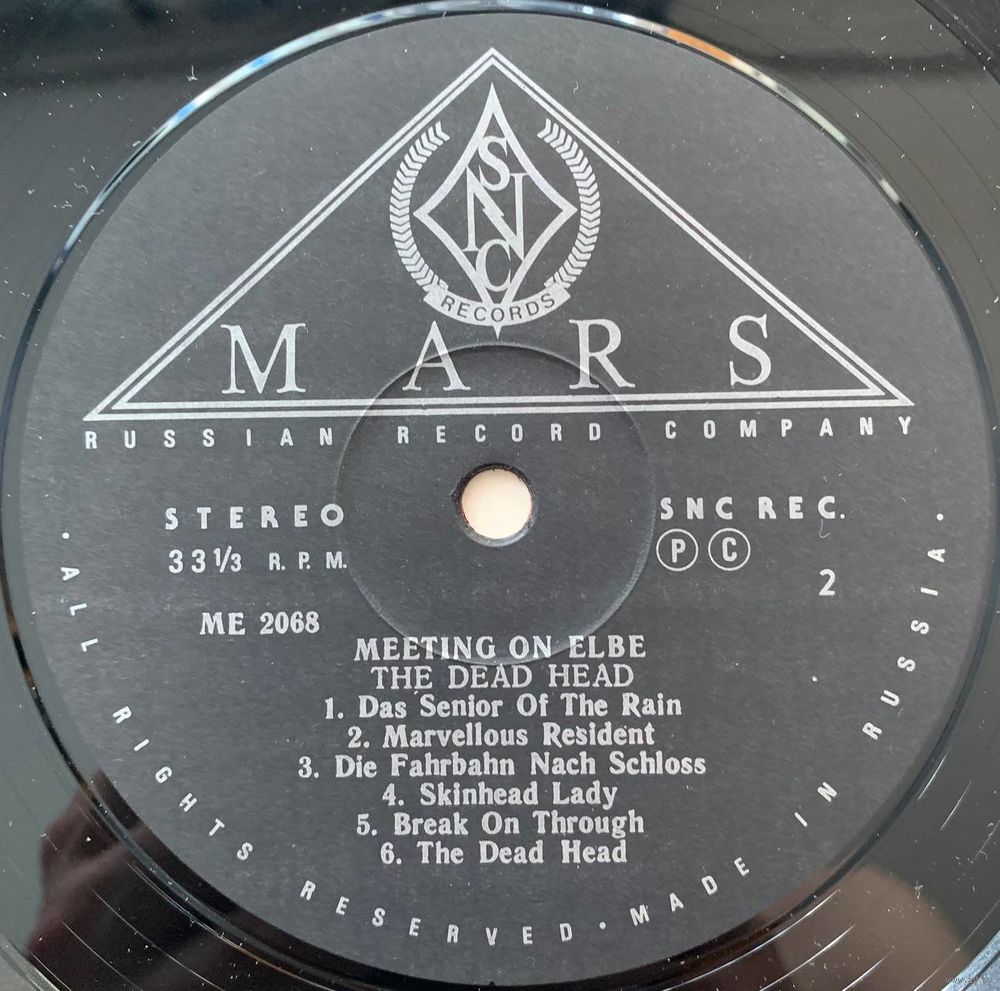 SNC
RECORDS
MARS
RUSSIAN RECORD COMPANY
STEREO
33 1/3 R. P. M.
SNC REC.
P C
2
ME 2068
MEETING ON ELBE
THE DEAD HEAD
1. Das Senior Of The Rain
2. Marvellous Resident
3. Die Fahrbahn Nach Schloss
4. Skinhead Lady
5. Break On Through
6. The Dead Head
· ALL RIGHTS RESERVED · MADE IN RUSSIA ·